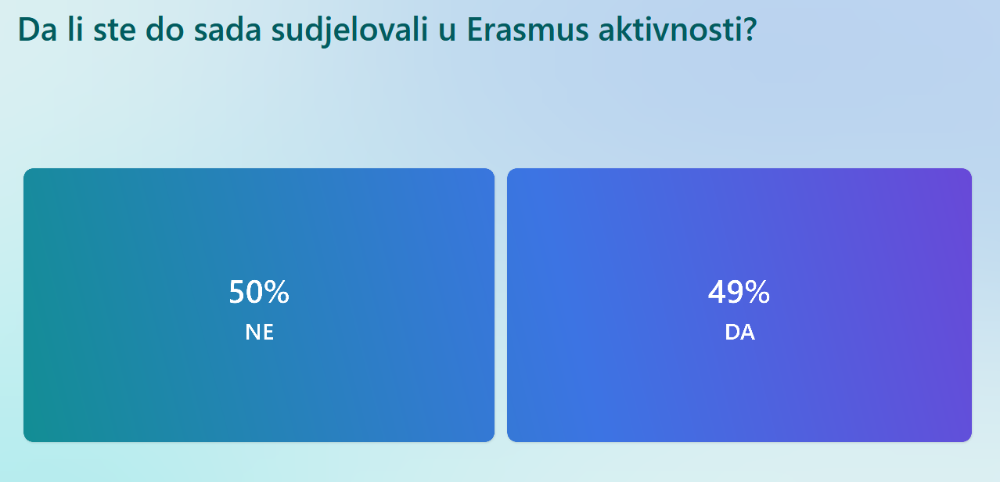 Da li ste do sada sudjelovali u Erasmus aktivnosti?
50%
NE
49%
DA